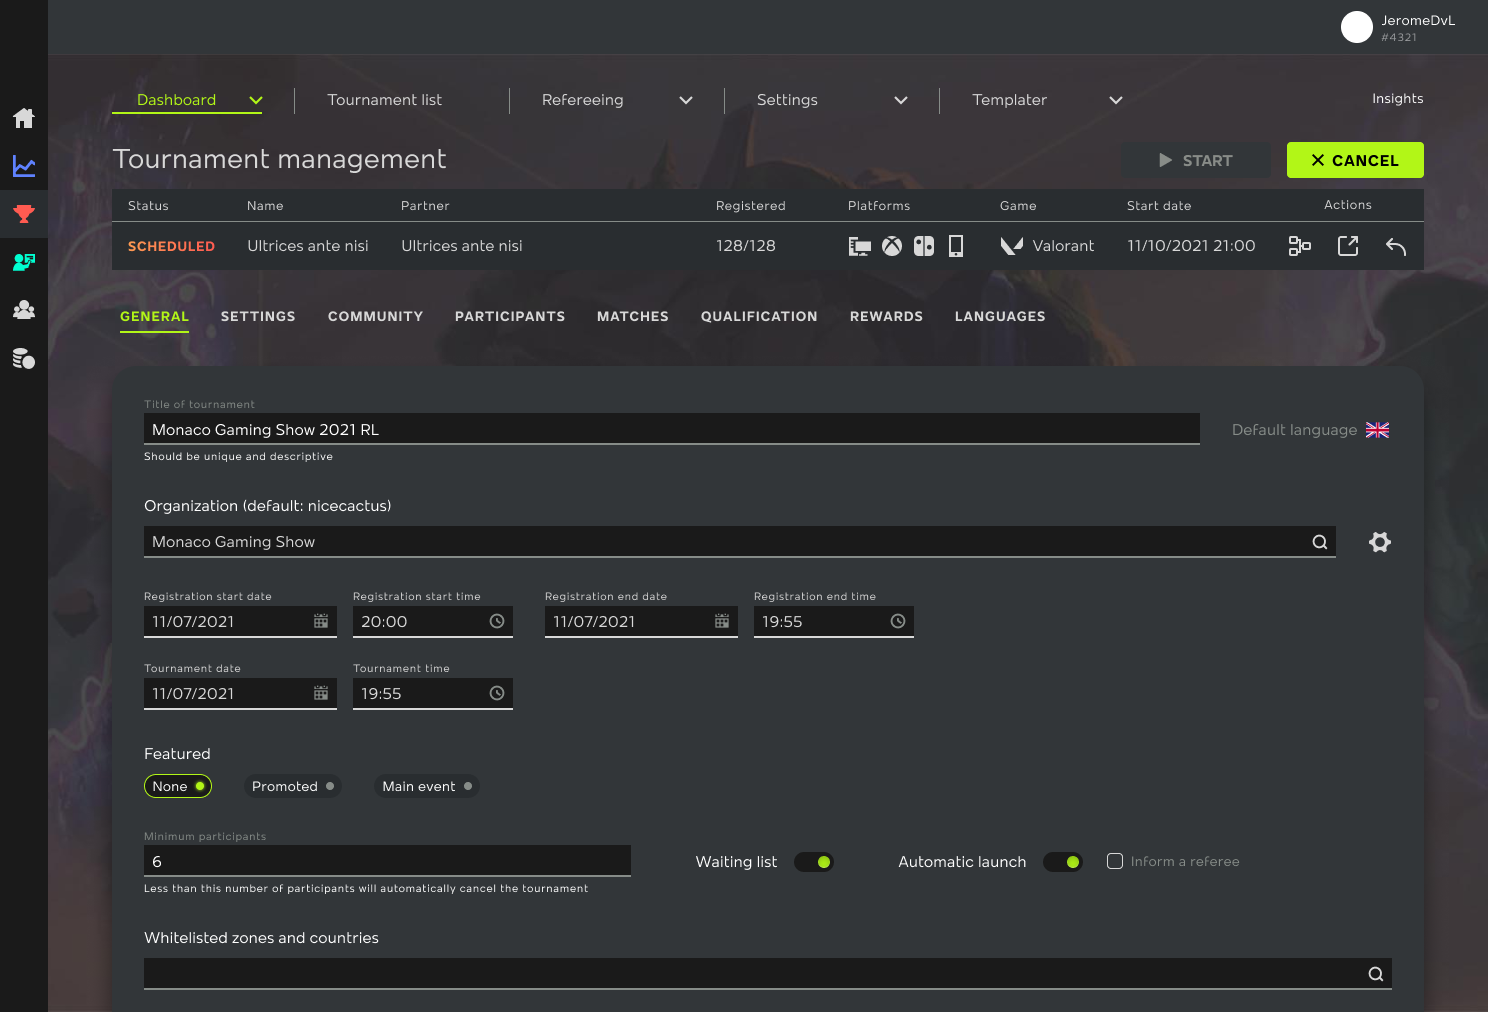 JeromeDvL
#4321
Dashboard Tournament list Refereeing Settings Templater Insights
Tournament management START CANCEL
Status Name Partner Registered Platforms Game Start date Actions
SCHEDULED Ultrices ante nisi Ultrices ante nisi 128/128 Valorant 11/10/2021 21:00
GENERAL SETTINGS COMMUNITY PARTICIPANTS MATCHES QUALIFICATION REWARDS LANGUAGES
Title of tournament
Monaco Gaming Show 2021 RL Default language
Should be unique and descriptive
Organization (default: nicecactus)
Monaco Gaming Show
Registration start date Registration start time Registration end date Registration end time
11/07/2021 20:00 11/07/2021 19:55
Tournament date Tournament time
11/07/2021 19:55
Featured
None Promoted Main event
Minimum participants
6 Waiting list Automatic launch Inform a referee
Less than this number of participants will automatically cancel the tournament
Whitelisted zones and countries